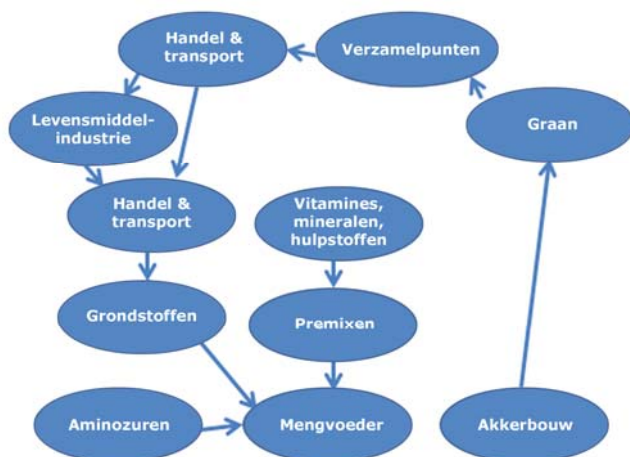 Handel &
transport
Verzamelpunten
Levensmiddel-
industrie
Graan
Handel &
transport
Vitamines,
mineralen,
hulpstoffen
Grondstoffen
Premixen
Aminozuren
Mengvoeder
Akkerbouw